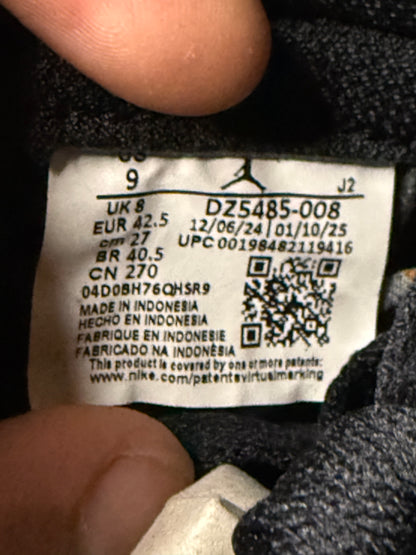 9
J2
UK 8
DZ5485-008
EUR 42.5
12/06/24 | 01/10/25
cm 27
UPC 00198482119416
BR 40.5
CN 270
04D0BH76QHSR9
MADE IN INDONESIA
HECHO EN INDONESIA
FABRIQUE EN INDONESIE
FABRICADO NA INDONÉSIA
This product is covered by one or more patents:
www.nike.com/patentsvirtualmarking